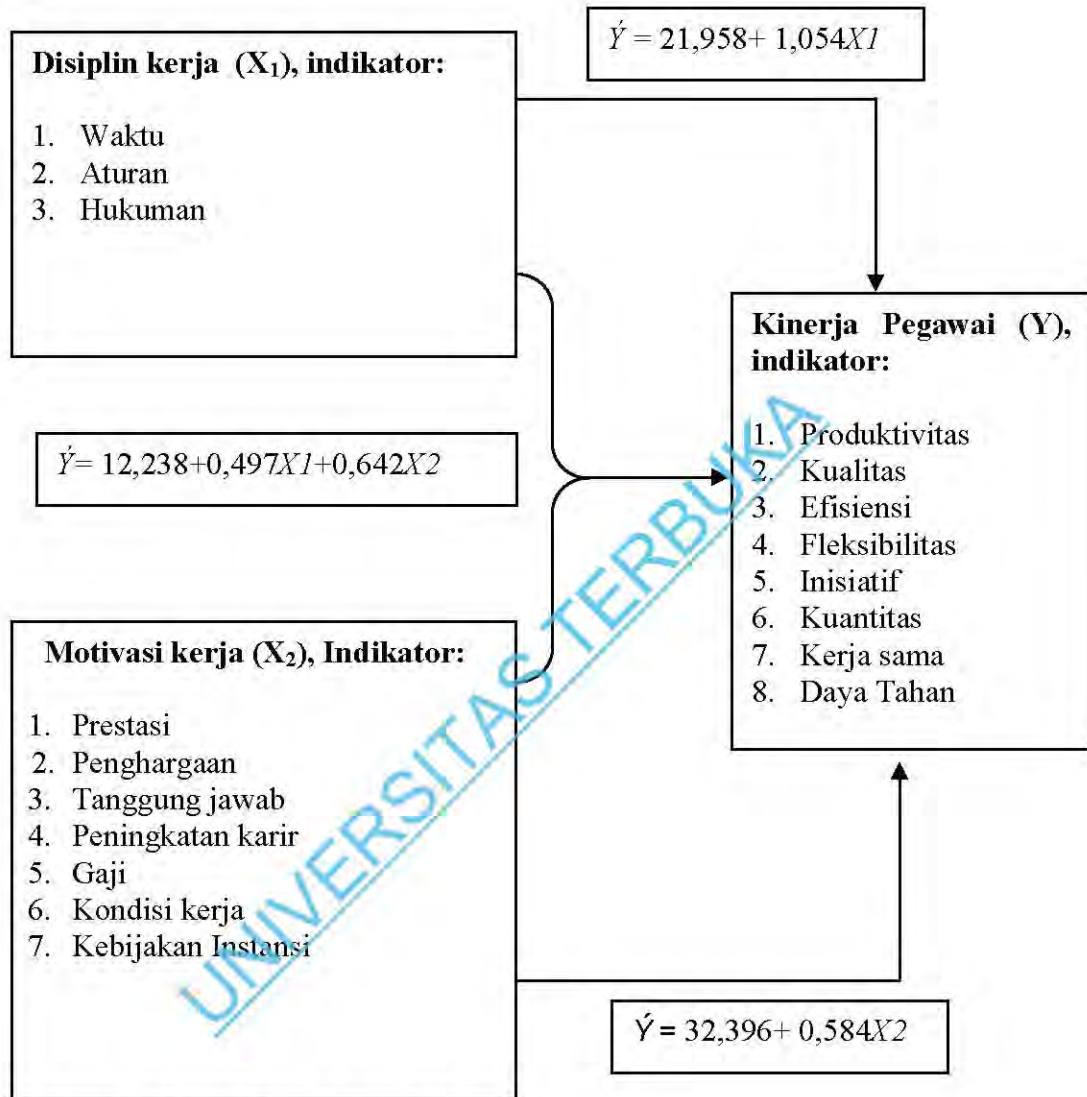 Ý = 21,958+ 1,054X1
Disiplin kerja (X₁), indikator:
1. Waktu
2. Aturan
3. Hukuman
Kinerja Pegawai (Y),
indikator:
1. Produktivitas
2. Kualitas
3. Efisiensi
4. Fleksibilitas
5. Inisiatif
6. Kuantitas
7. Kerja sama
8. Daya Tahan
Ý= 12,238+0,497X1+0,642X2
Motivasi kerja (X₂), Indikator:
1. Prestasi
2. Penghargaan
3. Tanggung jawab
4. Peningkatan karir
5. Gaji
6. Kondisi kerja
7. Kebijakan Instansi
Ý = 32,396+ 0,584X2
UNIVERSITAS TERBUKA